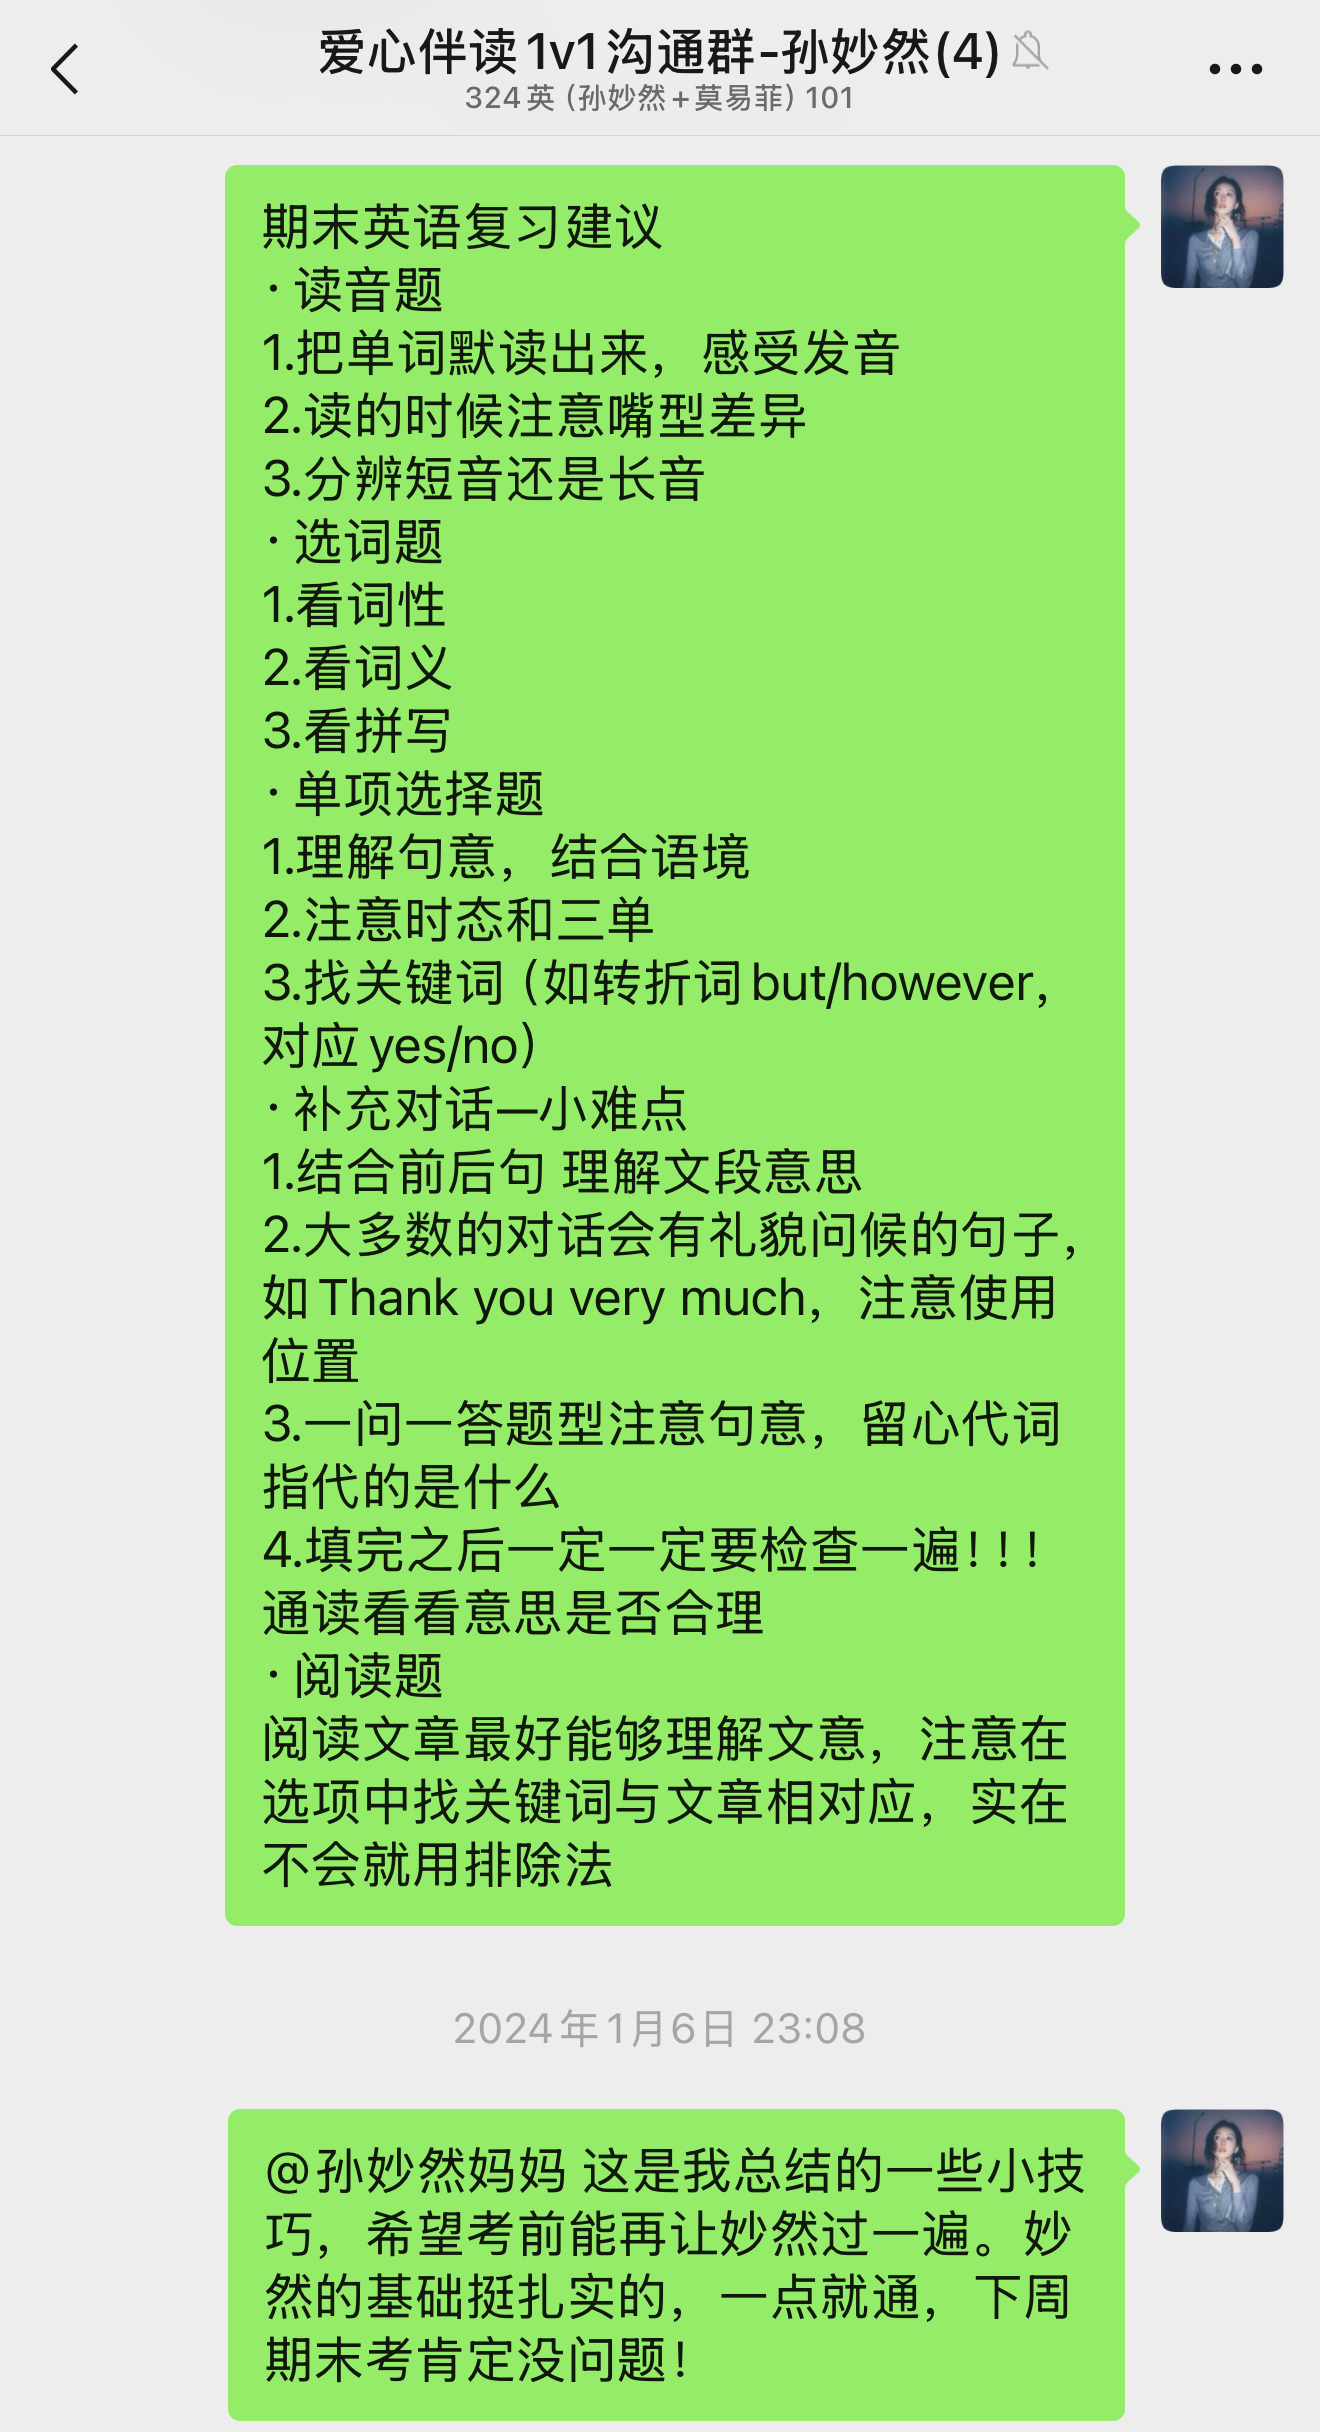 爱心伴读1v1沟通群-孙妙然(4)
324英（孙妙然+莫易菲）101
期末英语复习建议
· 读音题
1.把单词默读出来，感受发音
2.读的时候注意嘴型差异
3.分辨短音还是长音
· 选词题
1.看词性
2.看词义
3.看拼写
· 单项选择题
1.理解句意，结合语境
2.注意时态和三单
3.找关键词（如转折词but/however，
对应yes/no）
· 补充对话—小难点
1.结合前后句 理解文段意思
2.大多数的对话会有礼貌问候的句子，
如Thank you very much，注意使用
位置
3.一问一答题型注意句意，留心代词
指代的是什么
4.填完之后一定一定要检查一遍！！！
通读看看意思是否合理
· 阅读题
阅读文章最好能够理解文意，注意在
选项中找关键词与文章相对应，实在
不会就用排除法
2024年1月6日 23:08
@孙妙然妈妈 这是我总结的一些小技
巧，希望考前能再让妙然过一遍。妙
然的基础挺扎实的，一点就通，下周
期末考肯定没问题！